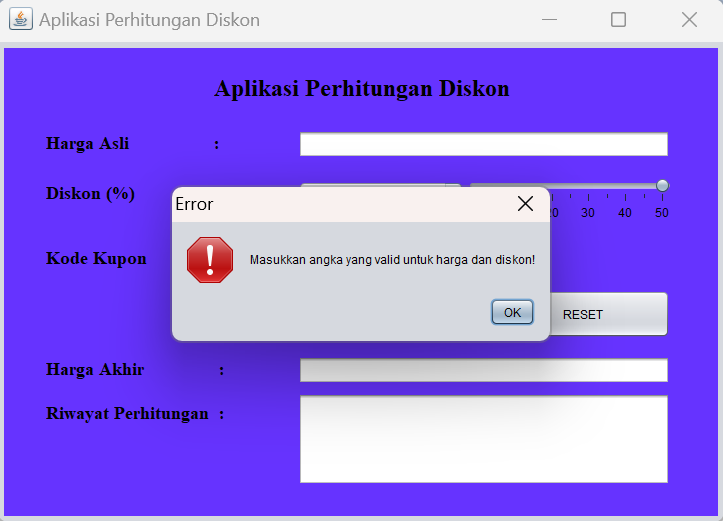 Aplikasi Perhitungan Diskon
Aplikasi Perhitungan Diskon
Harga Asli :
Diskon (%)
20 30 40 50
Error
Masukkan angka yang valid untuk harga dan diskon!
OK
Kode Kupon
RESET
Harga Akhir :
Riwayat Perhitungan :